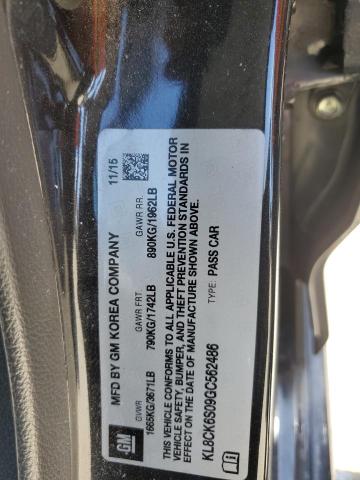 MFD BY GM KOREA COMPANY
11/15
GVWR GAWR FRT. GAWR RR.
1665KG/3671LB 790KG/1742LB 890KG/1962LB
THIS VEHICLE CONFORMS TO ALL APPLICABLE U.S. FEDERAL MOTOR
VEHICLE SAFETY, BUMPER, AND THEFT PREVENTION STANDARDS IN
EFFECT ON THE DATE OF MANUFACTURE SHOWN ABOVE.
KL8CK6S09GC562486 TYPE: PASS CAR
GM